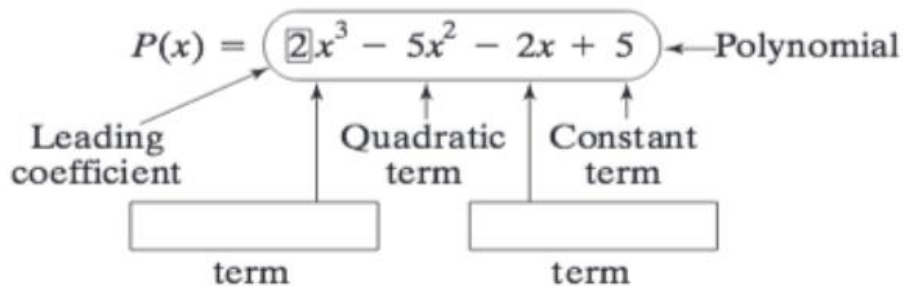 P(x) = 2x³ − 5x² − 2x + 5 Polynomial
Leading Quadratic Constant
coefficient term term
term term